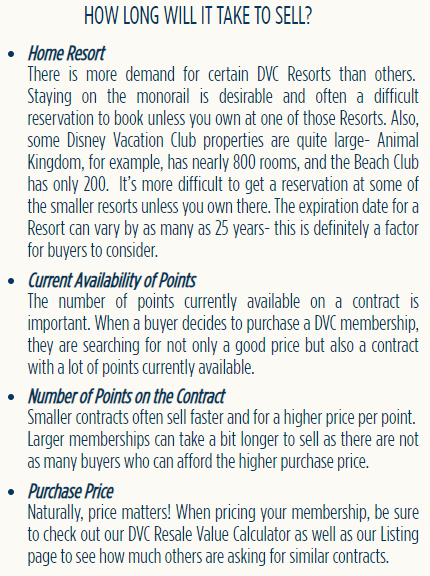 HOW LONG WILL IT TAKE TO SELL?
• Home Resort
There is more demand for certain DVC Resorts than others.
Staying on the monorail is desirable and often a difficult
reservation to book unless you own at one of those Resorts. Also,
some Disney Vacation Club properties are quite large- Animal
Kingdom, for example, has nearly 800 rooms, and the Beach Club
has only 200. It's more difficult to get a reservation at some of
the smaller resorts unless you own there. The expiration date for a
Resort can vary by as many as 25 years- this is definitely a factor
for buyers to consider.
• Current Availability of Points
The number of points currently available on a contract is
important. When a buyer decides to purchase a DVC membership,
they are searching for not only a good price but also a contract
with a lot of points currently available.
• Number of Points on the Contract
Smaller contracts often sell faster and for a higher price per point.
Larger memberships can take a bit longer to sell as there are not
as many buyers who can afford the higher purchase price.
• Purchase Price
Naturally, price matters! When pricing your membership, be sure
to check out our DVC Resale Value Calculator as well as our Listing
page to see how much others are asking for similar contracts.